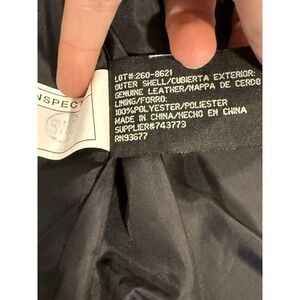 LOT#:260-8621
OUTER SHELL/CUBIERTA EXTERIOR:
GENUINE LEATHER/NAPPA DE CERDO
LINING/FORRO:
100%POLYESTER/POLIESTER
MADE IN CHINA/HECHO EN CHINA
SUPPLIER#743773
RN93677
INSPECT